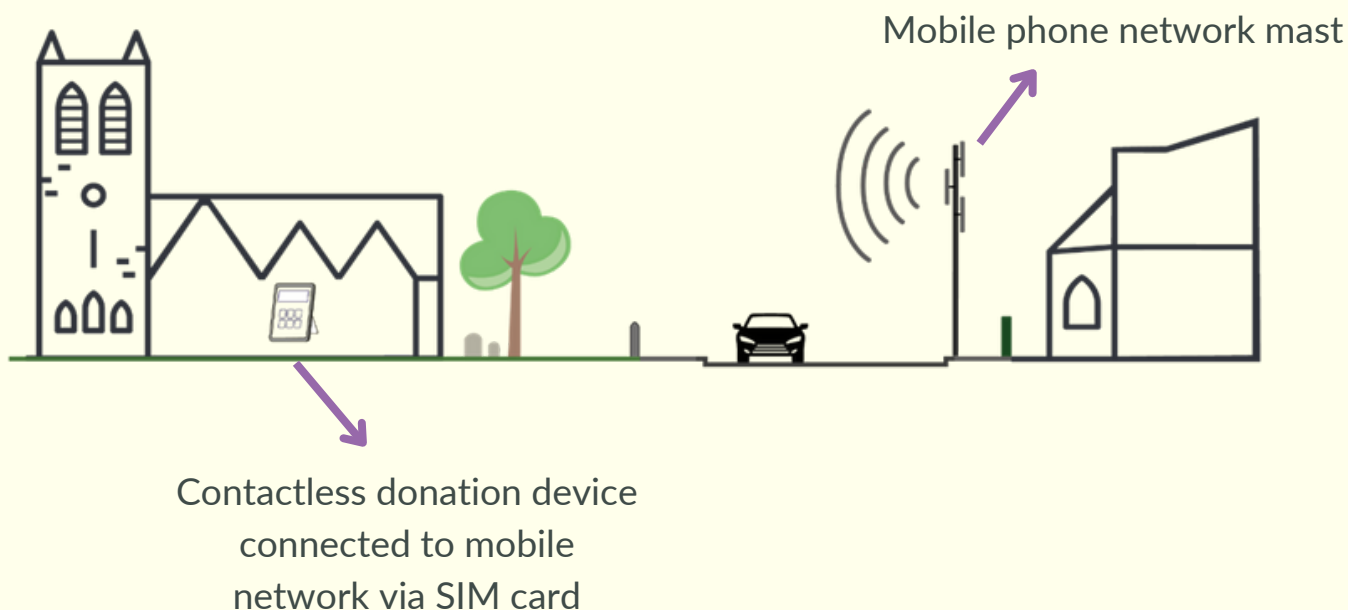 Mobile phone network mast
Contactless donation device
connected to mobile
network via SIM card